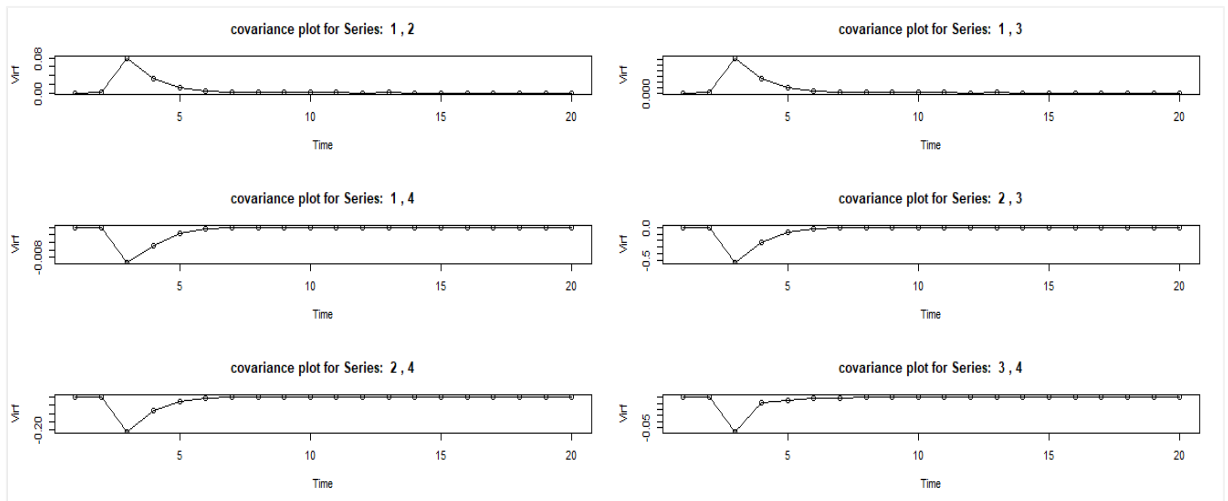 covariance plot for Series: 1 , 2
Virf
0.00 0.08
5 10 15 20
Time
covariance plot for Series: 1 , 3
Virf
0.000
5 10 15 20
Time
covariance plot for Series: 1 , 4
Virf
-0.008
5 10 15 20
Time
covariance plot for Series: 2 , 3
Virf
-0.5 0.0
5 10 15 20
Time
covariance plot for Series: 2 , 4
Virf
-0.20
5 10 15 20
Time
covariance plot for Series: 3 , 4
Virf
-0.05
5 10 15 20
Time